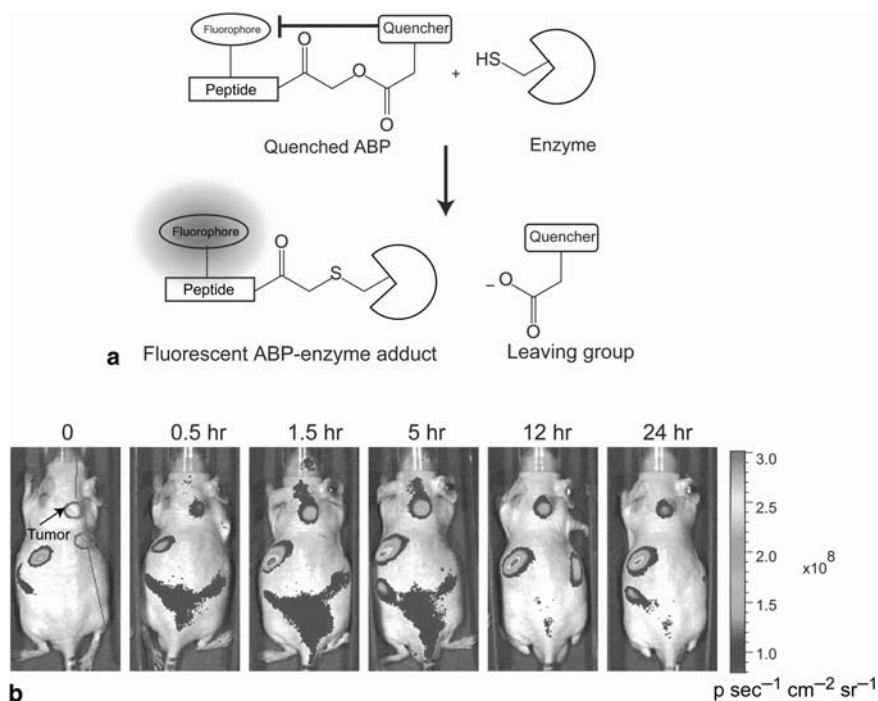 Fluorophore
Quencher
Peptide
O
O
O
+
HS
Quenched ABP
Enzyme
Fluorophore
Peptide
O
S
Quencher
− O
O
a Fluorescent ABP-enzyme adduct
Leaving group
0 0.5 hr 1.5 hr 5 hr 12 hr 24 hr
Tumor
3.0
2.5
2.0
×10⁸
1.5
1.0
b
p sec⁻¹ cm⁻² sr⁻¹